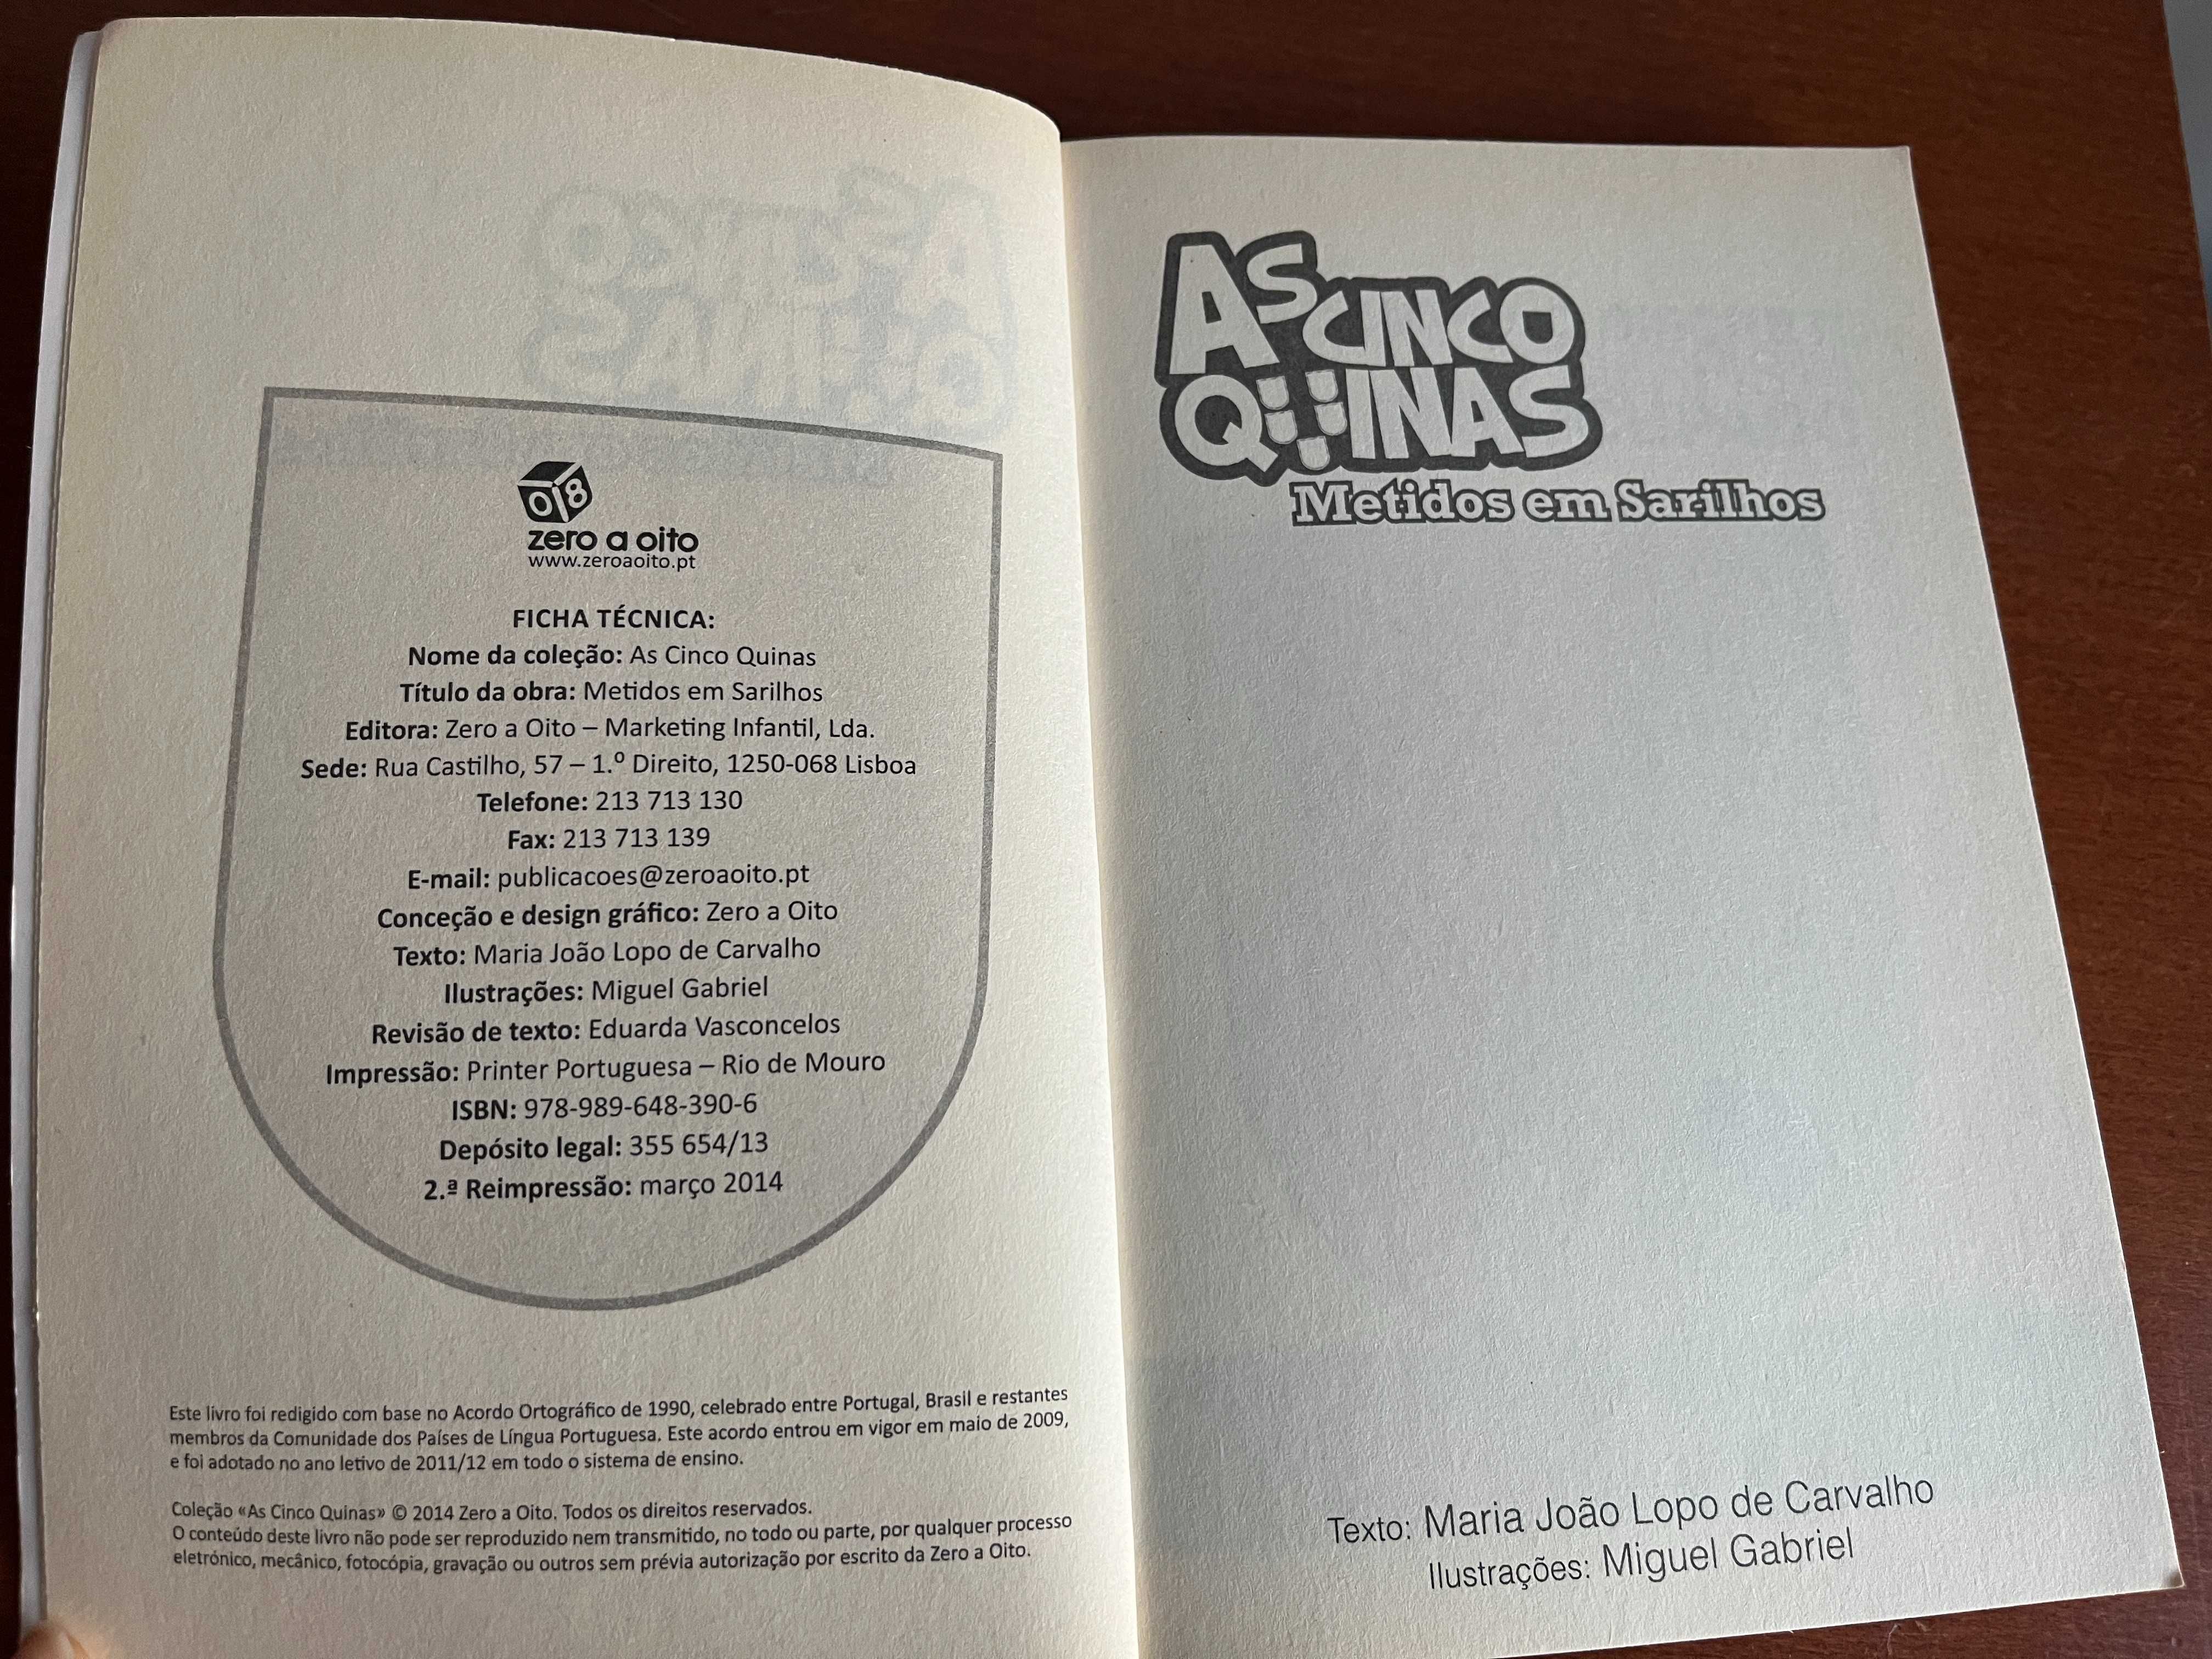 08
zero a oito
www.zeroaoito.pt
FICHA TÉCNICA:
Nome da coleção: As Cinco Quinas
Título da obra: Metidos em Sarilhos
Editora: Zero a Oito – Marketing Infantil, Lda.
Sede: Rua Castilho, 57 – 1.º Direito, 1250-068 Lisboa
Telefone: 213 713 130
Fax: 213 713 139
E-mail: publicacoes@zeroaoito.pt
Conceção e design gráfico: Zero a Oito
Texto: Maria João Lopo de Carvalho
Ilustrações: Miguel Gabriel
Revisão de texto: Eduarda Vasconcelos
Impressão: Printer Portuguesa – Rio de Mouro
ISBN: 978-989-648-390-6
Depósito legal: 355 654/13
2.ª Reimpressão: março 2014
Este livro foi redigido com base no Acordo Ortográfico de 1990, celebrado entre Portugal, Brasil e restantes
membros da Comunidade dos Países de Língua Portuguesa. Este acordo entrou em vigor em maio de 2009,
e foi adotado no ano letivo de 2011/12 em todo o sistema de ensino.
Coleção «As Cinco Quinas» © 2014 Zero a Oito. Todos os direitos reservados.
O conteúdo deste livro não pode ser reproduzido nem transmitido, no todo ou parte, por qualquer processo
eletrónico, mecânico, fotocópia, gravação ou outros sem prévia autorização por escrito da Zero a Oito.
AS CINCO
QUINAS
Metidos em Sarilhos
Texto: Maria João Lopo de Carvalho
Ilustrações: Miguel Gabriel